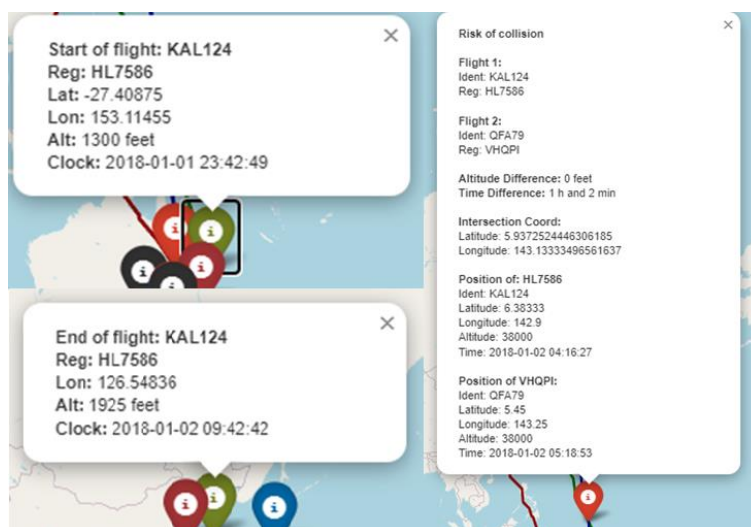 Start of flight: KAL124
Reg: HL7586
Lat: -27.40875
Lon: 153.11455
Alt: 1300 feet
Clock: 2018-01-01 23:42:49
End of flight: KAL124
Reg: HL7586
Lon: 126.54836
Alt: 1925 feet
Clock: 2018-01-02 09:42:42
Risk of collision
Flight 1:
Ident: KAL124
Reg: HL7586
Flight 2:
Ident: QFA79
Reg: VHQPI
Altitude Difference: 0 feet
Time Difference: 1 h and 2 min
Intersection Coord:
Latitude: 5.9372524446306185
Longitude: 143.13333496561637
Position of: HL7586
Ident: KAL124
Latitude: 6.38333
Longitude: 142.9
Altitude: 38000
Time: 2018-01-02 04:16:27
Position of VHQPI:
Ident: QFA79
Latitude: 5.45
Longitude: 143.25
Altitude: 38000
Time: 2018-01-02 05:18:53